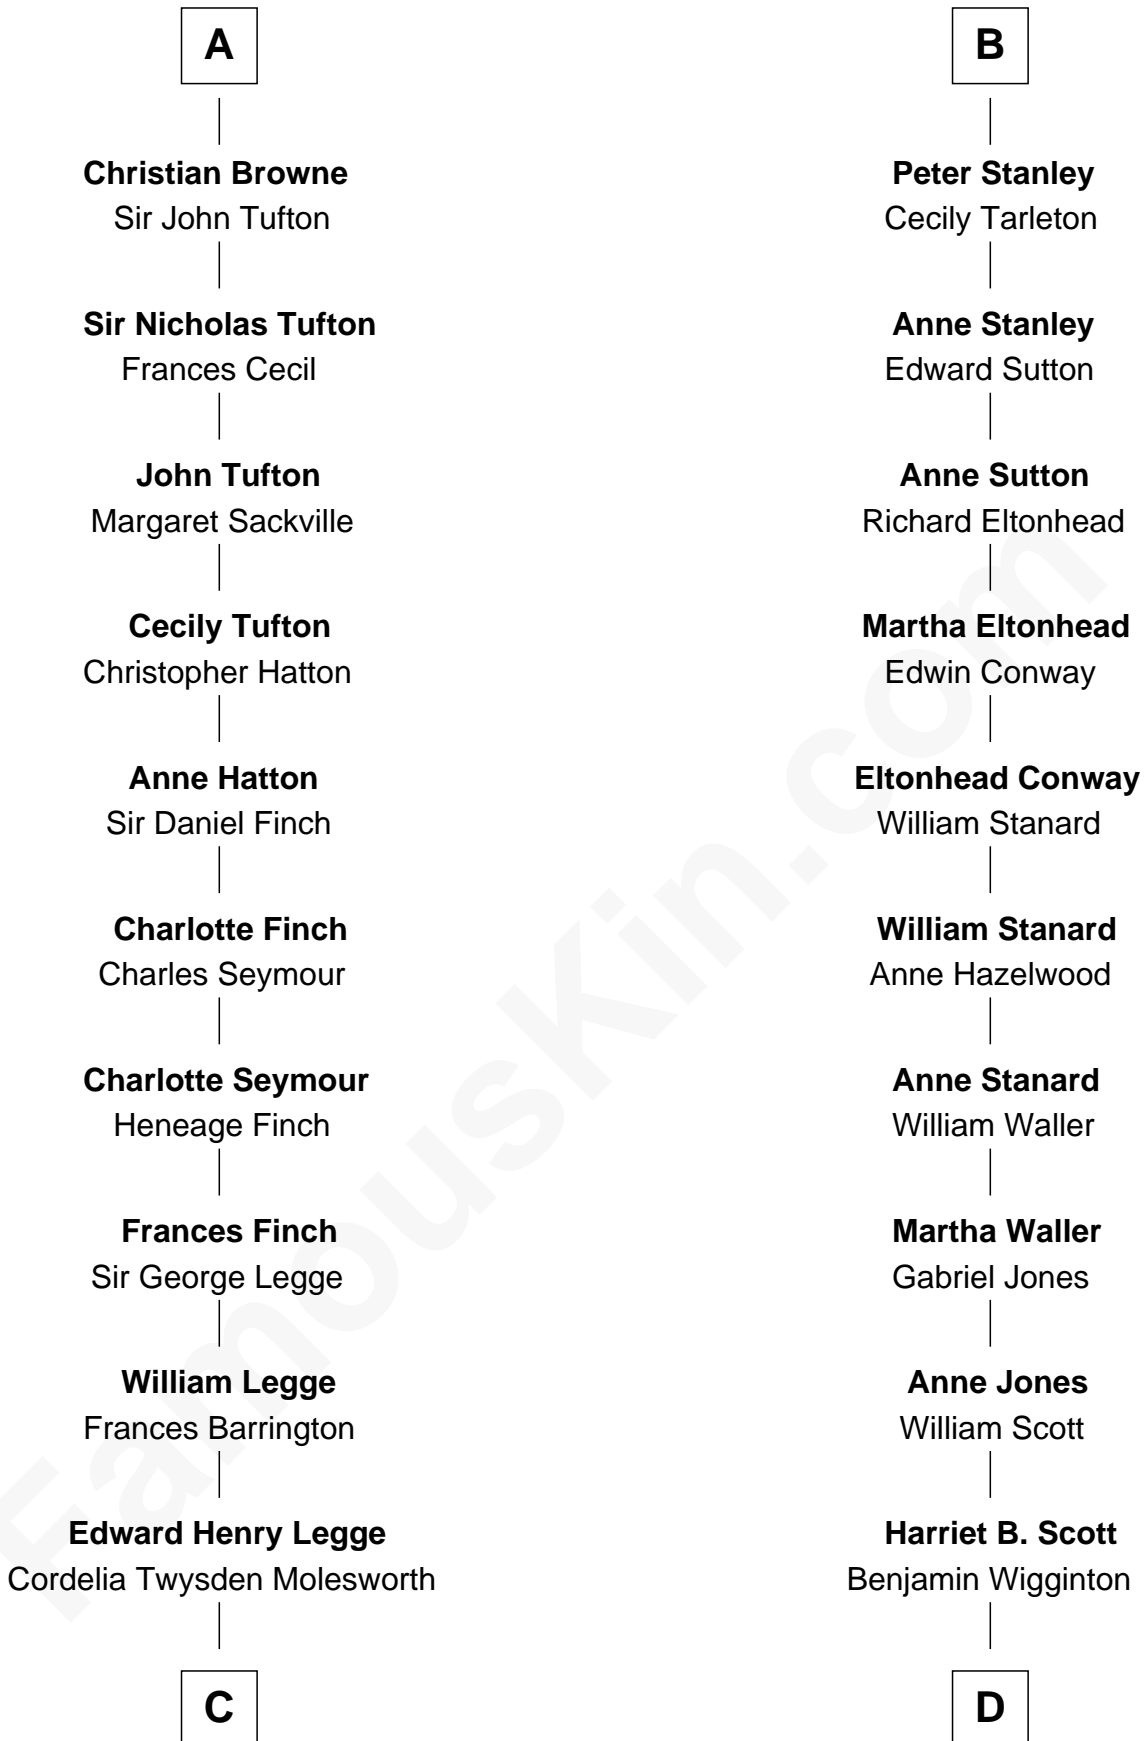 A
Christian Browne
Sir John Tufton
Sir Nicholas Tufton
Frances Cecil
John Tufton
Margaret Sackville
Cecily Tufton
Christopher Hatton
Anne Hatton
Sir Daniel Finch
Charlotte Finch
Charles Seymour
Charlotte Seymour
Heneage Finch
Frances Finch
Sir George Legge
William Legge
Frances Barrington
Edward Henry Legge
Cordelia Twysden Molesworth
C
B
Peter Stanley
Cecily Tarleton
Anne Stanley
Edward Sutton
Anne Sutton
Richard Eltonhead
Martha Eltonhead
Edwin Conway
Eltonhead Conway
William Stanard
William Stanard
Anne Hazelwood
Anne Stanard
William Waller
Martha Waller
Gabriel Jones
Anne Jones
William Scott
Harriet B. Scott
Benjamin Wigginton
D
FamousKin.com